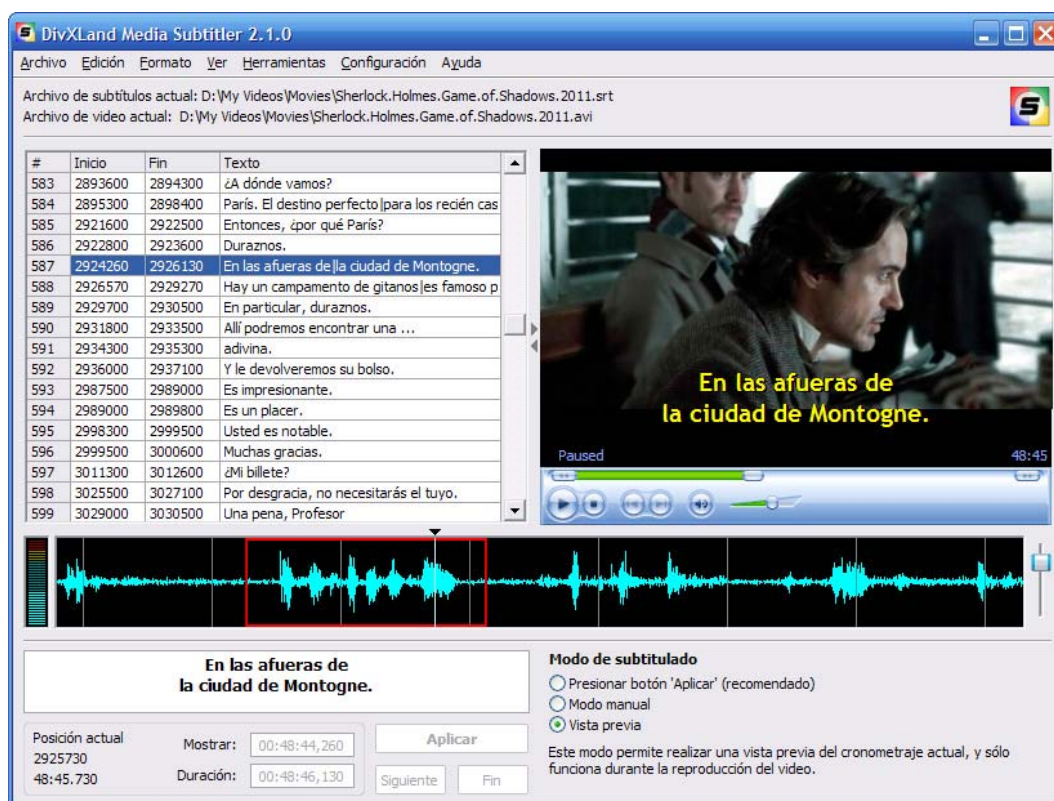 DivXLand Media Subtitler 2.1.0
Archivo Edición Formato Ver Herramientas Configuración Ayuda
Archivo de subtítulos actual: D:\My Videos\Movies\Sherlock.Holmes.Game.of.Shadows.2011.srt
Archivo de video actual: D:\My Videos\Movies\Sherlock.Holmes.Game.of.Shadows.2011.avi
S
# Inicio Fin Texto
583 2893600 2894300 ¿A dónde vamos?
584 2895300 2898400 París. El destino perfecto|para los recién cas
585 2921600 2922500 Entonces, ¿por qué París?
586 2922800 2923600 Duraznos.
587 2924260 2926130 En las afueras de|la ciudad de Montogne.
588 2926570 2929270 Hay un campamento de gitanos|es famoso p
589 2929700 2930500 En particular, duraznos.
590 2931800 2933500 Allí podremos encontrar una ...
591 2934300 2935300 adivina.
592 2936000 2937100 Y le devolveremos su bolso.
593 2987500 2989000 Es impresionante.
594 2989000 2989800 Es un placer.
595 2998300 2999500 Usted es notable.
596 2999500 3000600 Muchas gracias.
597 3011300 3012600 ¿Mi billete?
598 3025500 3027100 Por desgracia, no necesitarás el tuyo.
599 3029000 3030500 Una pena, Profesor
En las afueras de
la ciudad de Montogne.
Paused 48:45
En las afueras de
la ciudad de Montogne.
Posición actual
2925730
48:45.730
Mostrar: 00:48:44,260
Duración: 00:48:46,130
Aplicar
Siguiente Fin
Modo de subtitulado
Presionar botón 'Aplicar' (recomendado)
Modo manual
Vista previa
Este modo permite realizar una vista previa del cronometraje actual, y sólo
funciona durante la reproducción del video.